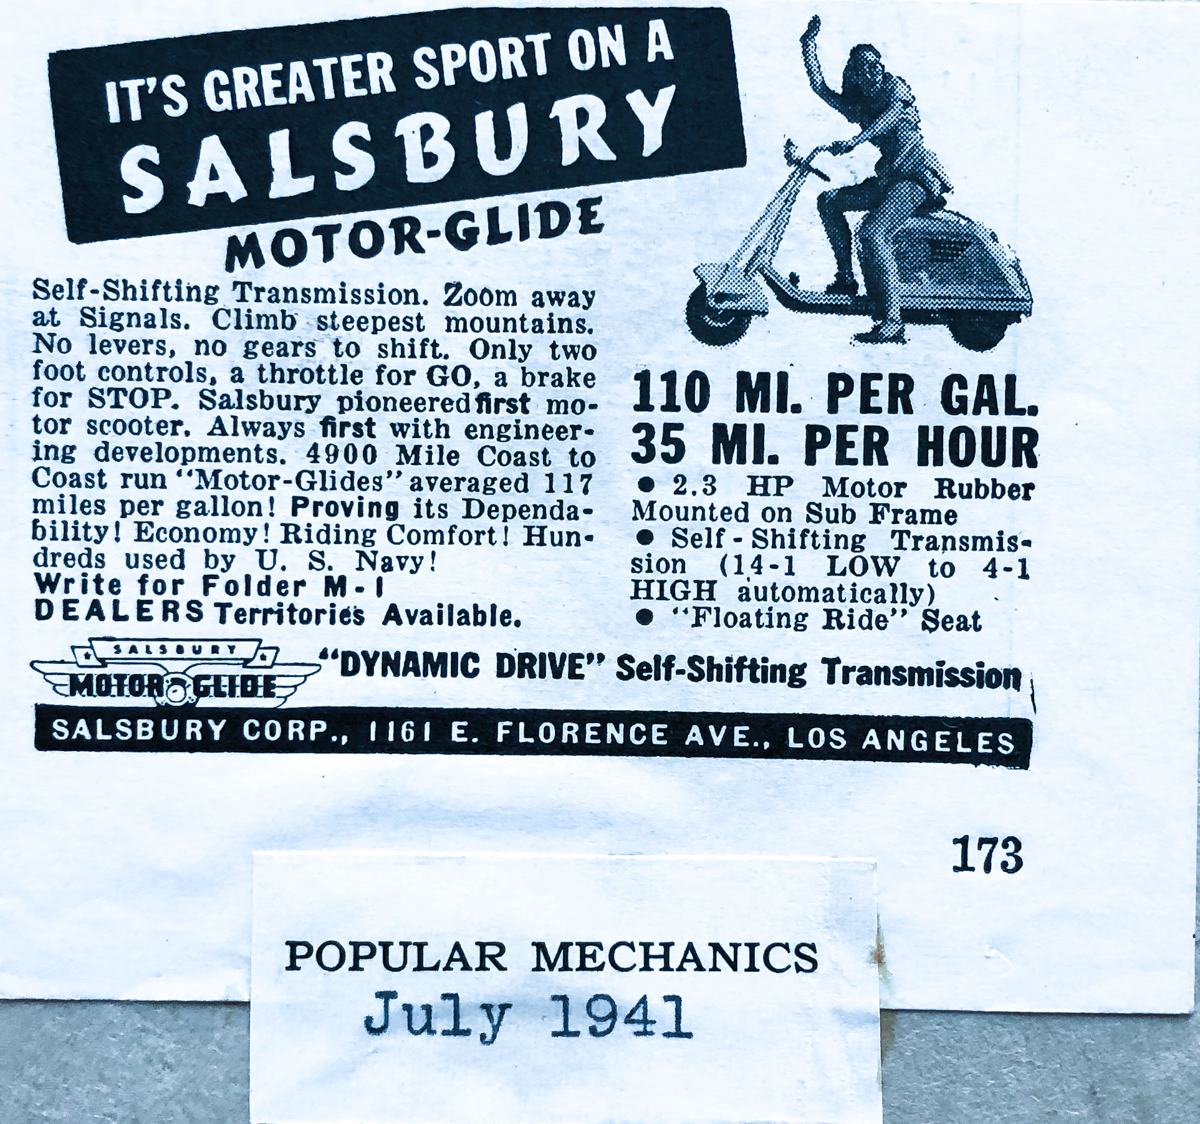 IT'S GREATER SPORT ON A
SALSBURY
MOTOR-GLIDE
Self-Shifting Transmission. Zoom away
at Signals. Climb steepest mountains.
No levers, no gears to shift. Only two
foot controls, a throttle for GO, a brake
for STOP. Salsbury pioneered first mo-
tor scooter. Always first with engineer-
ing developments. 4900 Mile Coast to
Coast run "Motor-Glides" averaged 117
miles per gallon! Proving its Dependa-
bility! Economy! Riding Comfort! Hun-
dreds used by U. S. Navy!
Write for Folder M-1
DEALERS Territories Available.
110 MI. PER GAL.
35 MI. PER HOUR
• 2.3 HP Motor Rubber
Mounted on Sub Frame
• Self-Shifting Transmis-
sion (14-1 LOW to 4-1
HIGH automatically)
• "Floating Ride" Seat
SALSBURY
MOTOR GLIDE
"DYNAMIC DRIVE" Self-Shifting Transmission
SALSBURY CORP., 1161 E. FLORENCE AVE., LOS ANGELES
173
POPULAR MECHANICS
July 1941